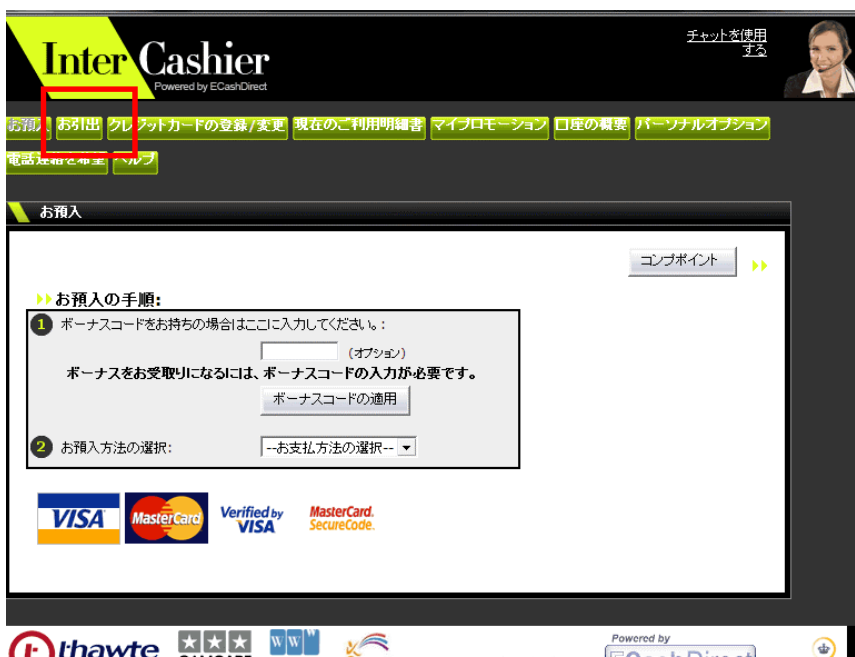 チャットを使用
する
Inter Cashier
Powered by ECashDirect
お預入 お引出 クレジットカードの登録/変更 現在のご利用明細書 マイプロモーション 口座の概要 パーソナルオプション
電話連絡を希望 ヘルプ
お預入
コンプポイント
お預入の手順:
1 ボーナスコードをお持ちの場合はここに入力してください。:
(オプション)
ボーナスをお受取りになるには、ボーナスコードの入力が必要です。
ボーナスコードの適用
2 お預入方法の選択: --お支払方法の選択--
VISA MasterCard Verified by VISA MasterCard. SecureCode.
thawte WWW
Powered by
ECashDirect